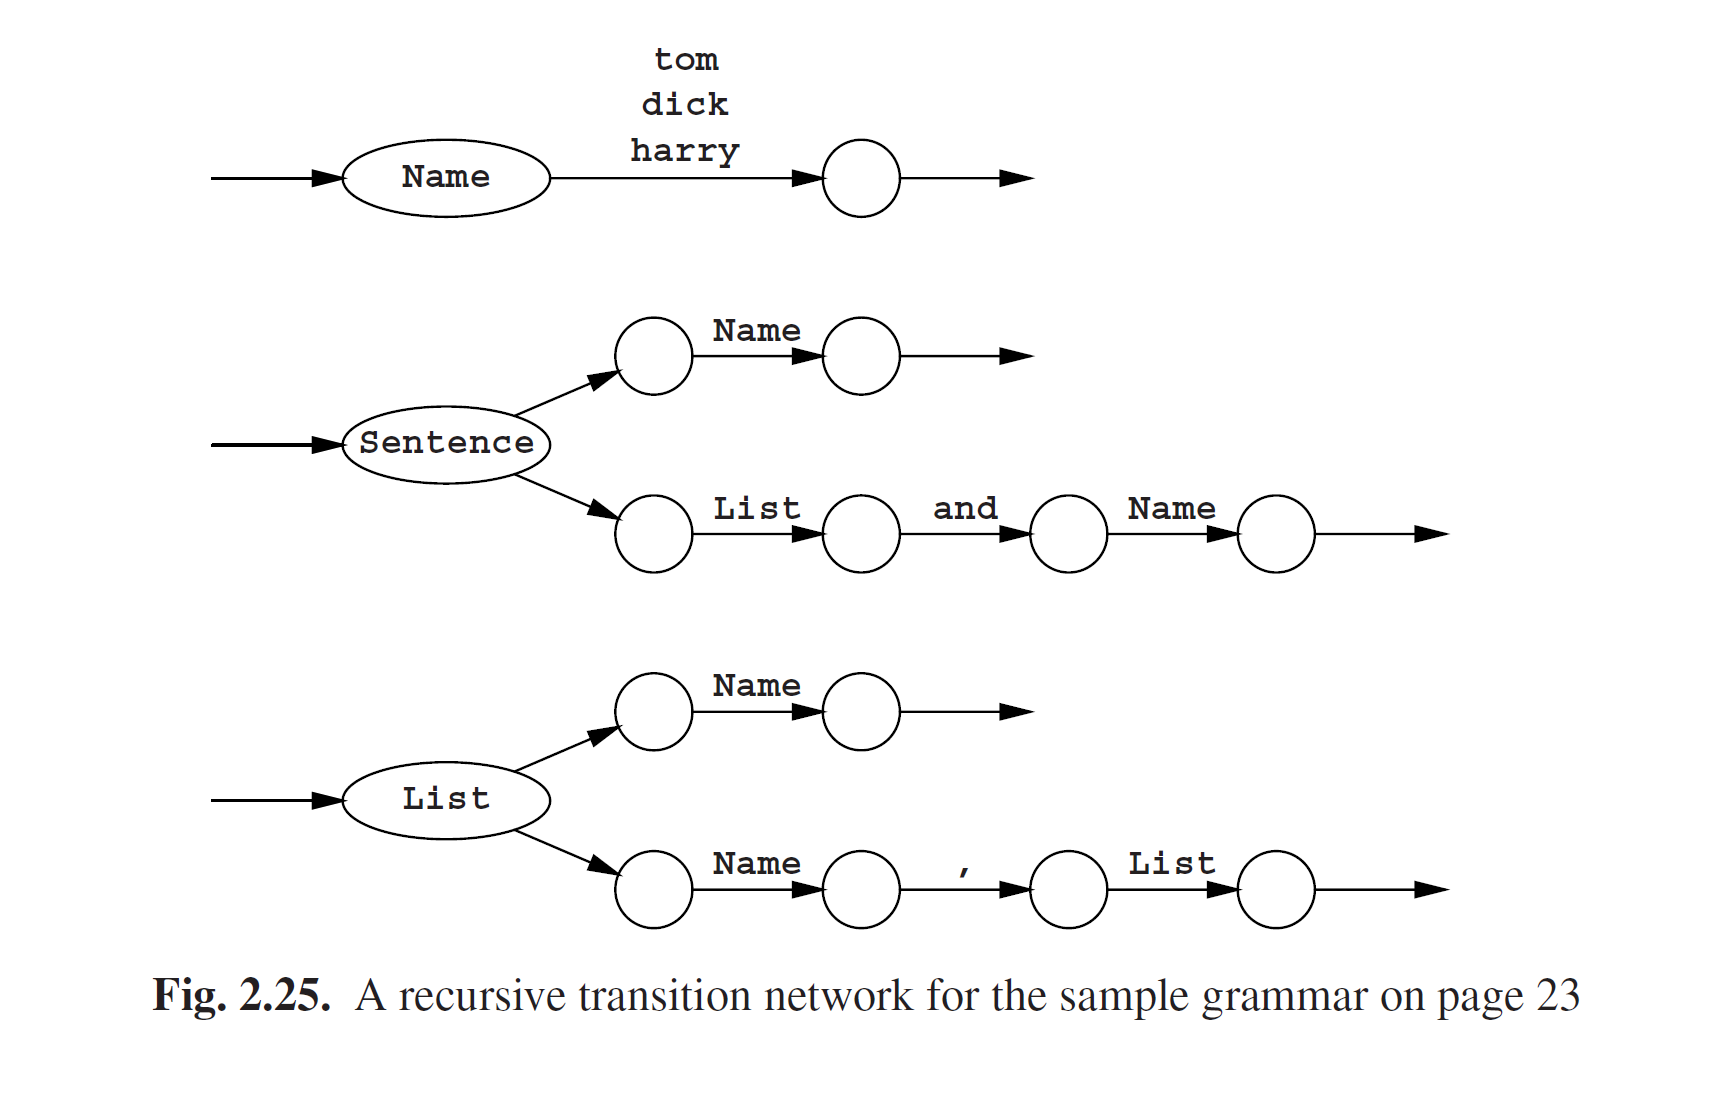 tom
dick
harry
Name
Name
Sentence
List and Name
Name
List
Name , List
Fig. 2.25. A recursive transition network for the sample grammar on page 23